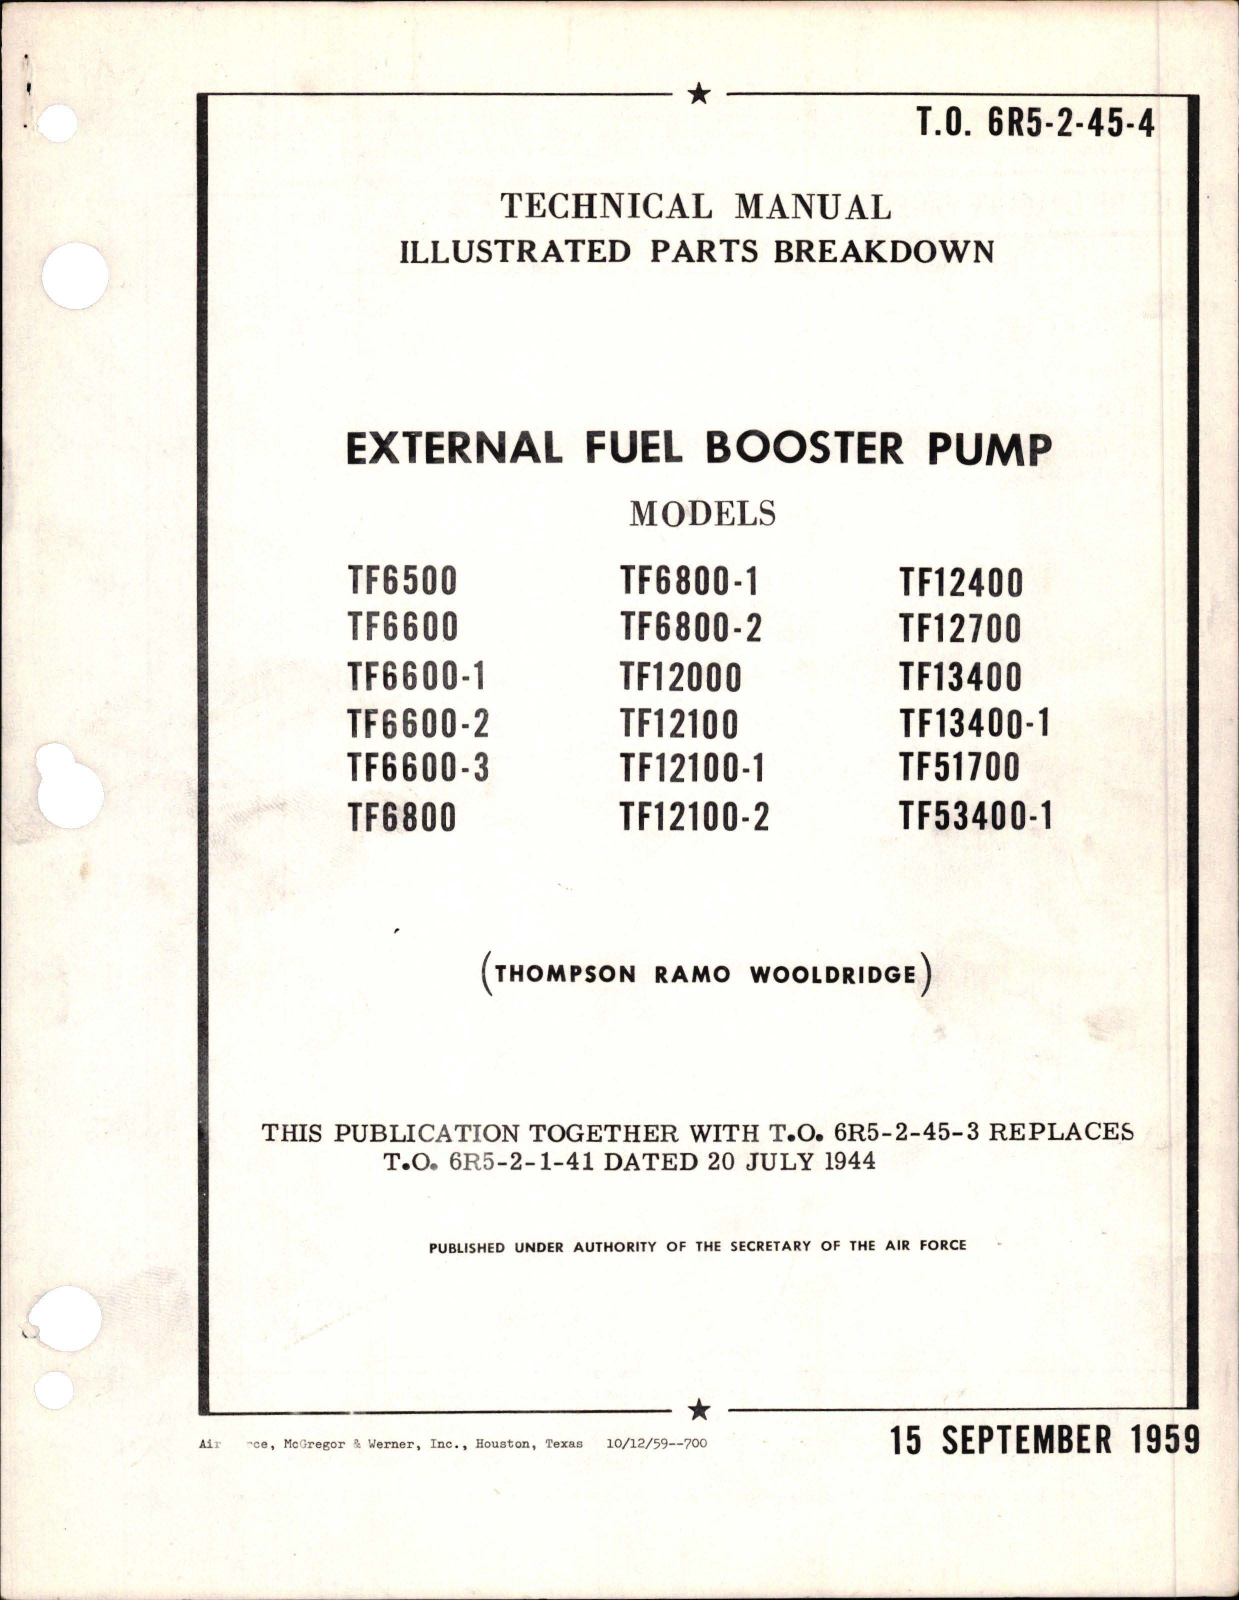 T.O. 6R5-2-45-4
TECHNICAL MANUAL
ILLUSTRATED PARTS BREAKDOWN
EXTERNAL FUEL BOOSTER PUMP
MODELS
TF6500 TF6800-1 TF12400
TF6600 TF6800-2 TF12700
TF6600-1 TF12000 TF13400
TF6600-2 TF12100 TF13400-1
TF6600-3 TF12100-1 TF51700
TF6800 TF12100-2 TF53400-1
(THOMPSON RAMO WOOLDRIDGE)
THIS PUBLICATION TOGETHER WITH T.O. 6R5-2-45-3 REPLACES
T.O. 6R5-2-1-41 DATED 20 JULY 1944
PUBLISHED UNDER AUTHORITY OF THE SECRETARY OF THE AIR FORCE
Air McGregor & Werner, Inc., Houston, Texas 10/12/59--700
15 SEPTEMBER 1959